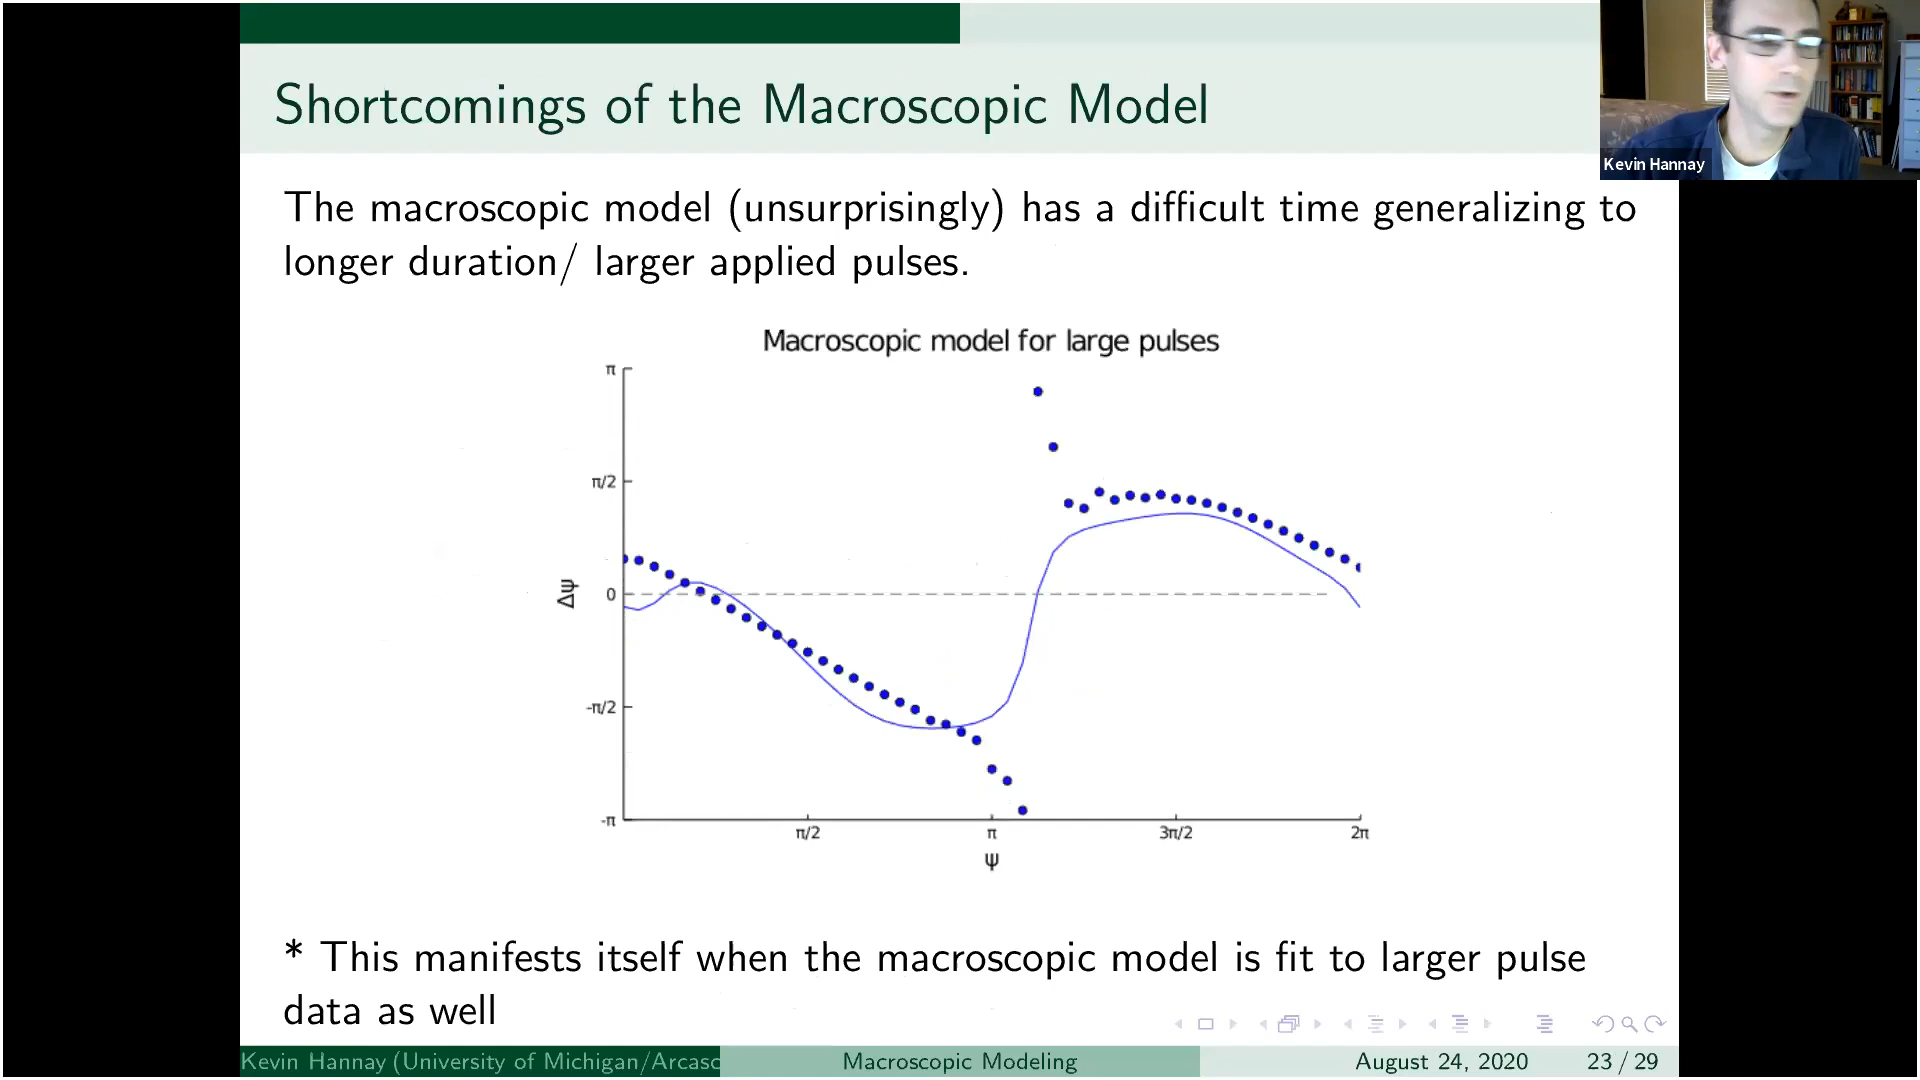 Shortcomings of the Macroscopic Model
Kevin Hannay
The macroscopic model (unsurprisingly) has a difficult time generalizing to
longer duration/ larger applied pulses.
Macroscopic model for large pulses
π
π/2
0
-π/2
-π
Δψ
π/2
π
3π/2
2π
ψ
* This manifests itself when the macroscopic model is fit to larger pulse
data as well
Kevin Hannay (University of Michigan/Arcasc
Macroscopic Modeling
August 24, 2020
23 / 29